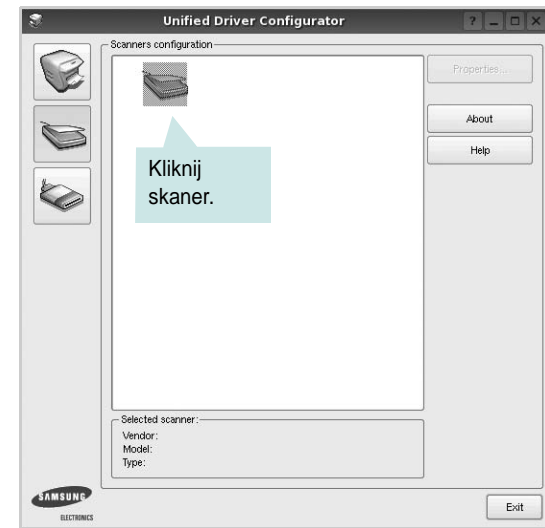 Unified Driver Configurator
Scanners configuration
Properties...
About
Help
Kliknij
skaner.
Selected scanner:
Vendor:
Model:
Type:
SAMSUNG
ELECTRONICS
Exit